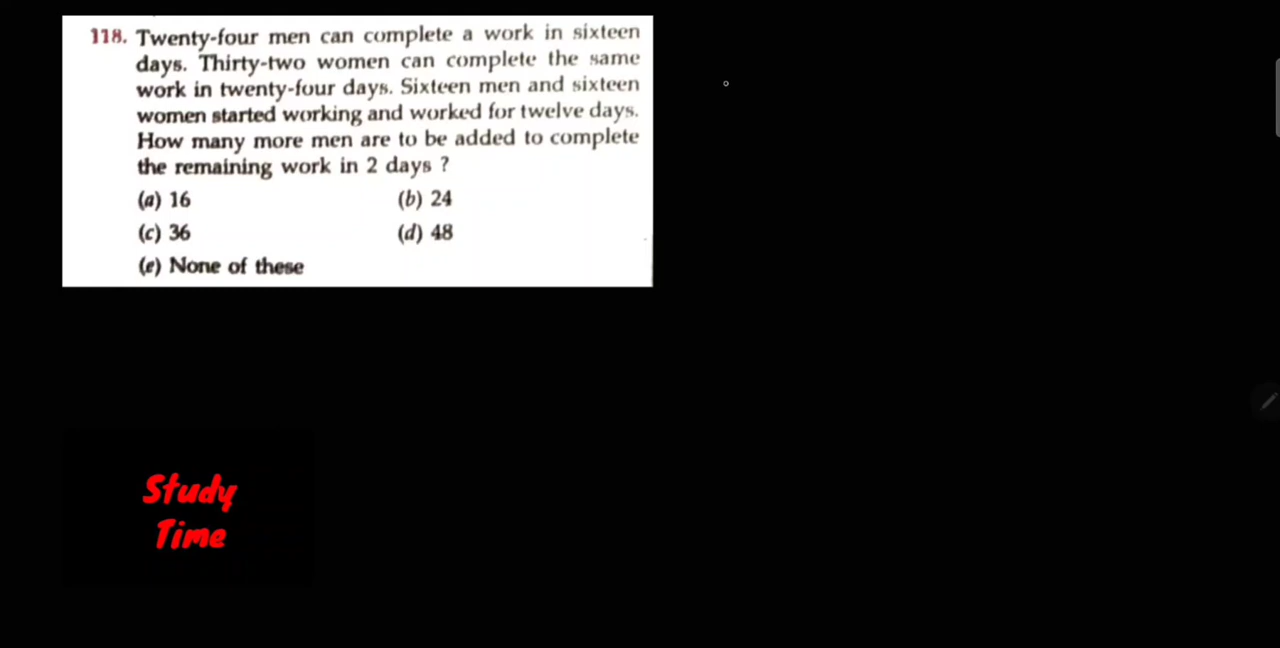 118. Twenty-four men can complete a work in sixteen
days. Thirty-two women can complete the same
work in twenty-four days. Sixteen men and sixteen
women started working and worked for twelve days.
How many more men are to be added to complete
the remaining work in 2 days ?
(a) 16 (b) 24
(c) 36 (d) 48
(e) None of these
Study
Time